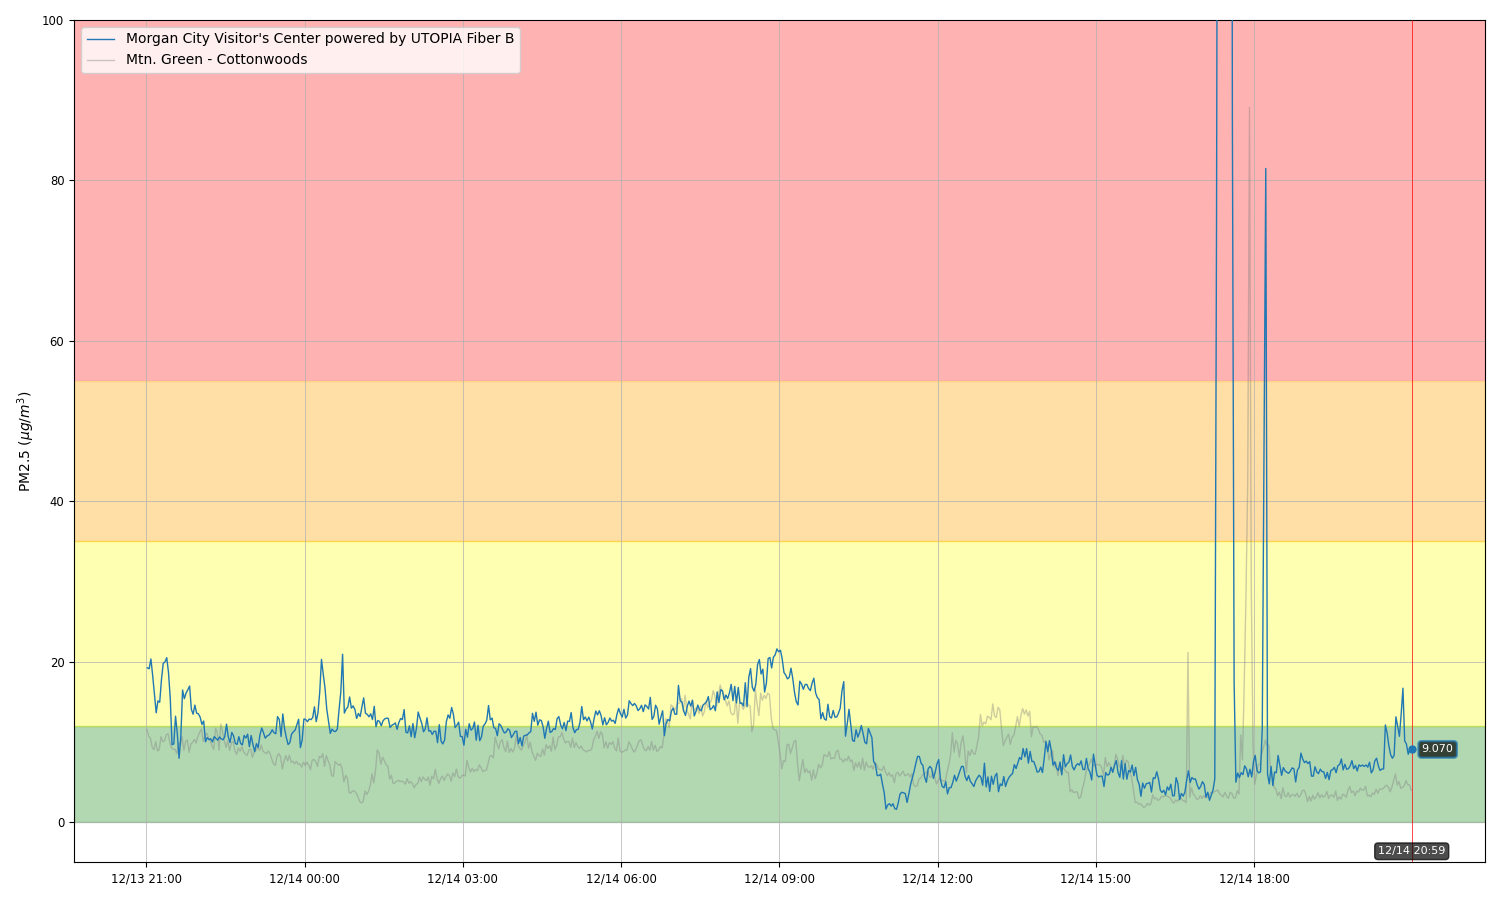 100
Morgan City Visitor's Center powered by UTOPIA Fiber B
Mtn. Green - Cottonwoods
80
60
PM2.5 (μg/m³)
40
20
9.070
0
12/14 20:59
12/13 21:00 12/14 00:00 12/14 03:00 12/14 06:00 12/14 09:00 12/14 12:00 12/14 15:00 12/14 18:00